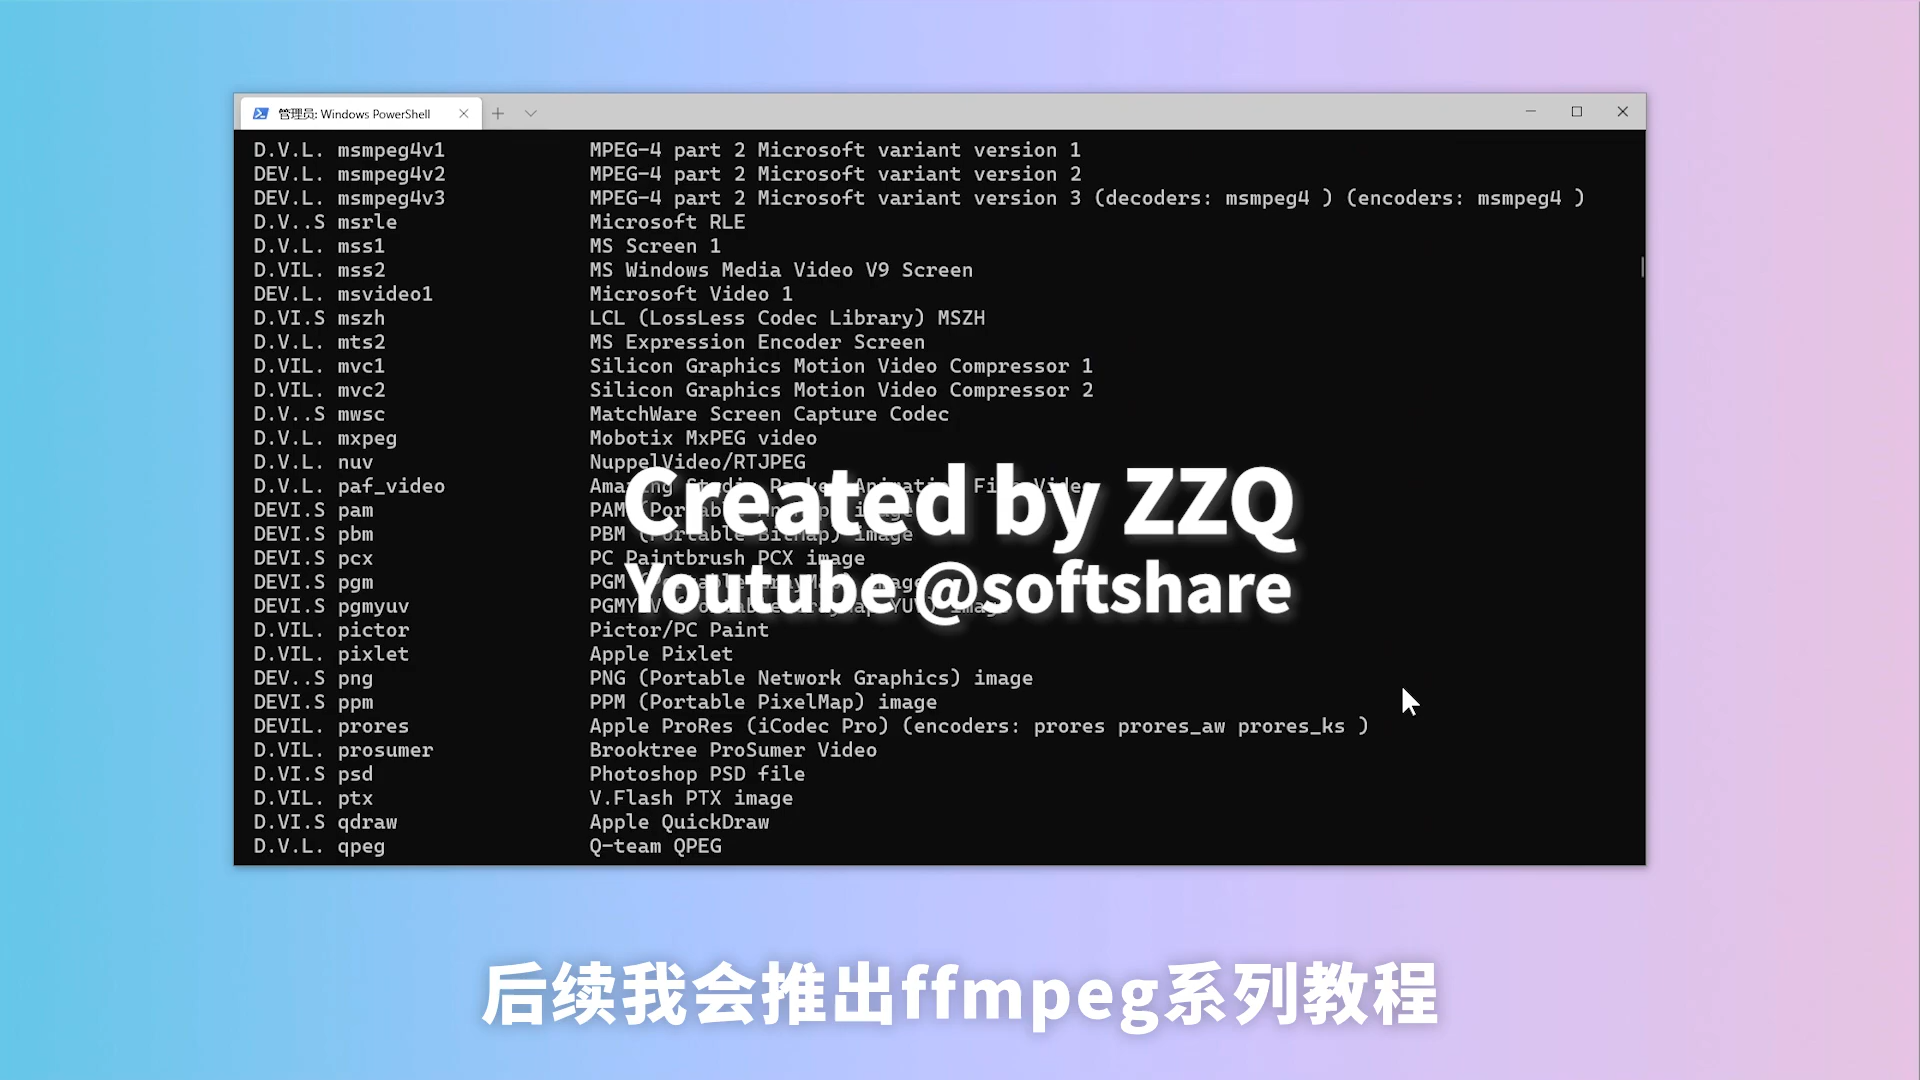 管理员: Windows PowerShell
D.V.L. msmpeg4v1 MPEG-4 part 2 Microsoft variant version 1
DEV.L. msmpeg4v2 MPEG-4 part 2 Microsoft variant version 2
DEV.L. msmpeg4v3 MPEG-4 part 2 Microsoft variant version 3 (decoders: msmpeg4 ) (encoders: msmpeg4 )
D.V..S msrle Microsoft RLE
D.V.L. mss1 MS Screen 1
D.VIL. mss2 MS Windows Media Video V9 Screen
DEV.L. msvideo1 Microsoft Video 1
D.VI.S mszh LCL (LossLess Codec Library) MSZH
D.V.L. mts2 MS Expression Encoder Screen
D.VIL. mvc1 Silicon Graphics Motion Video Compressor 1
D.VIL. mvc2 Silicon Graphics Motion Video Compressor 2
D.V..S mwsc MatchWare Screen Capture Codec
D.V.L. mxpeg Mobotix MxPEG video
D.V.L. nuv NuppelVideo/RTJPEG
D.V.L. paf_video
DEVI.S pam PAM image
DEVI.S pbm PBM (Portable BitMap) image
DEVI.S pcx PC Paintbrush PCX image
DEVI.S pgm PGM
DEVI.S pgmyuv
D.VIL. pictor Pictor/PC Paint
D.VIL. pixlet Apple Pixlet
DEV..S png PNG (Portable Network Graphics) image
DEVI.S ppm PPM (Portable PixelMap) image
DEVIL. prores Apple ProRes (iCodec Pro) (encoders: prores prores_aw prores_ks )
D.VIL. prosumer Brooktree ProSumer Video
D.VI.S psd Photoshop PSD file
D.VIL. ptx V.Flash PTX image
D.VI.S qdraw Apple QuickDraw
D.V.L. qpeg Q-team QPEG
Created by ZZQ
Youtube @softshare
后续我会推出ffmpeg系列教程